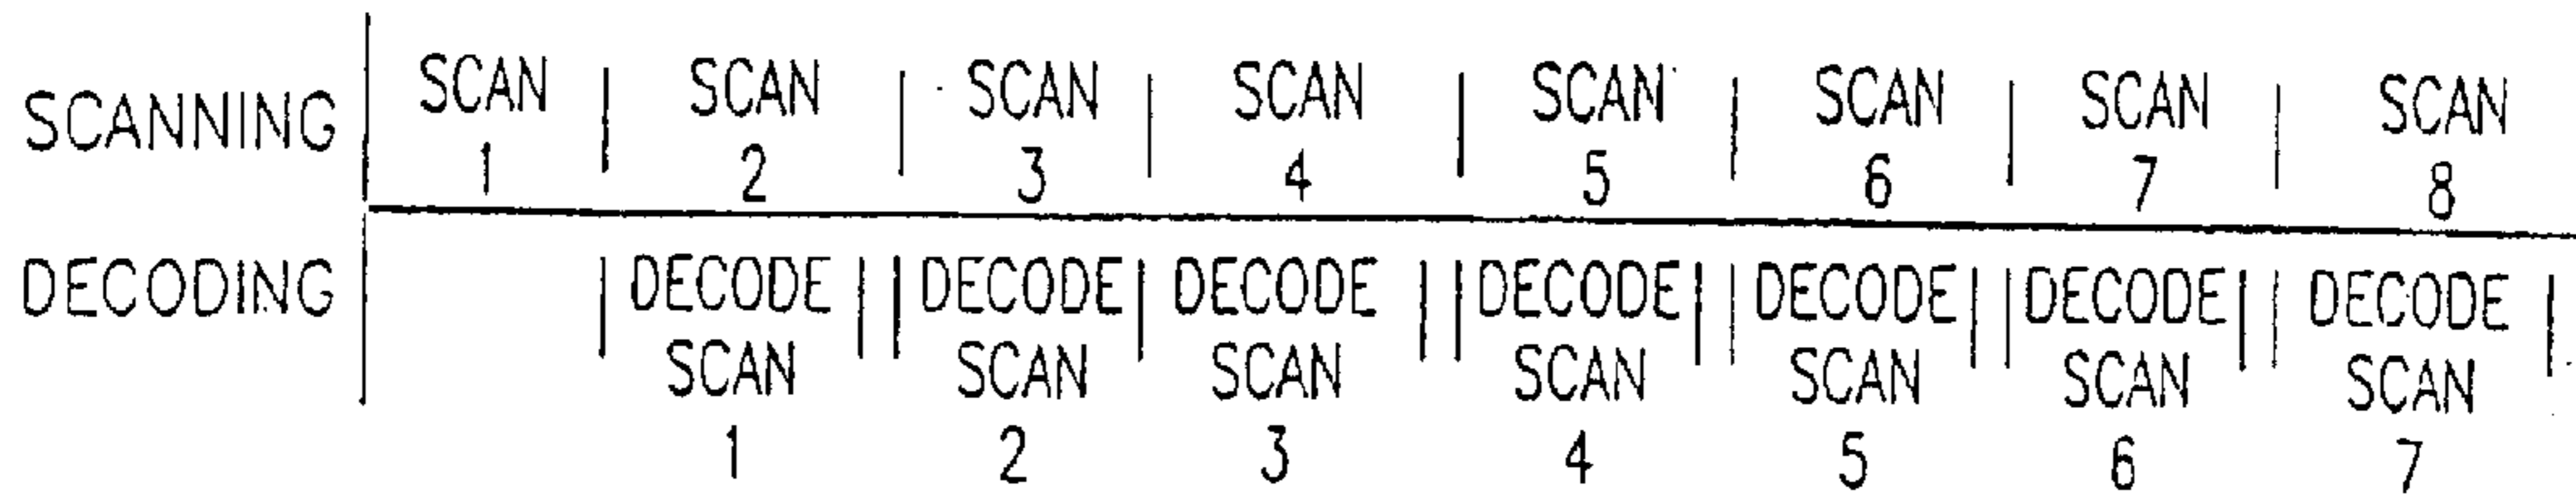 SCANNING SCAN SCAN SCAN SCAN SCAN SCAN SCAN SCAN
1 2 3 4 5 6 7 8
DECODING DECODE DECODE DECODE DECODE DECODE DECODE DECODE
SCAN SCAN SCAN SCAN SCAN SCAN SCAN
1 2 3 4 5 6 7